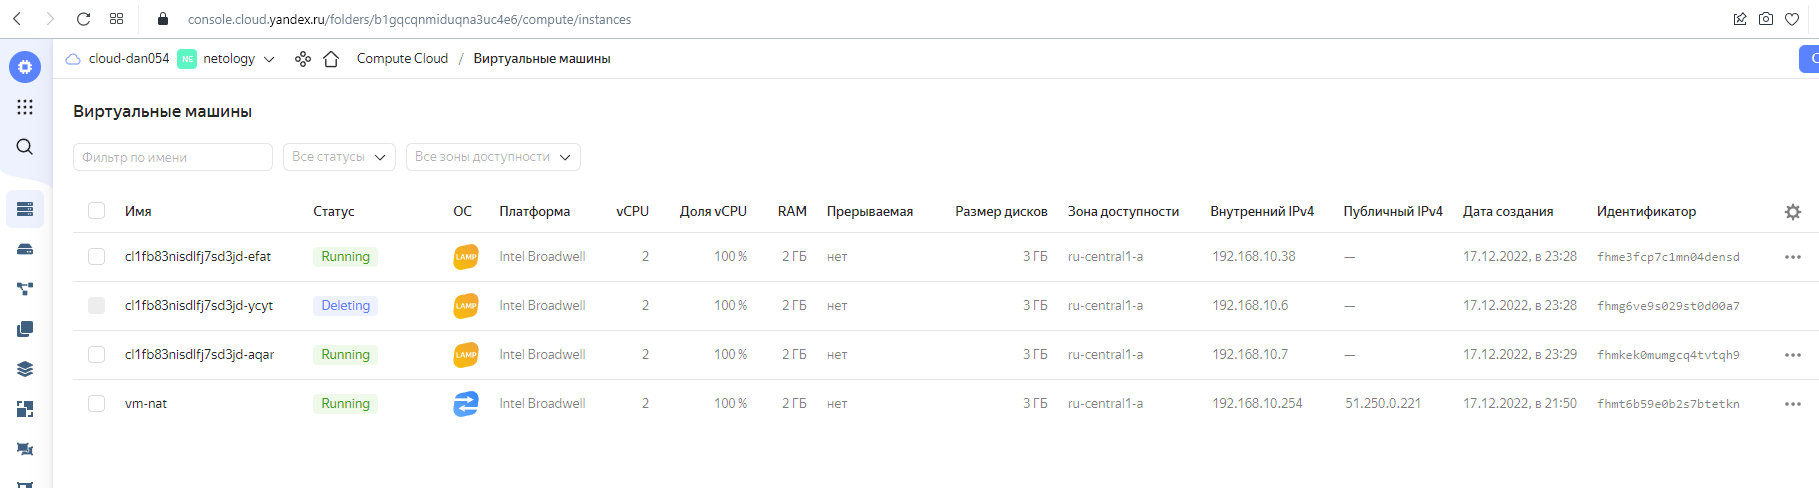 console.cloud.yandex.ru/folders/b1gqcqnmiduqna3uc4e6/compute/instances
cloud-dan054 NE netology Compute Cloud / Виртуальные машины
Виртуальные машины
Фильтр по имени Все статусы Все зоны доступности
Имя Статус ОС Платформа vCPU Доля vCPU RAM Прерываемая Размер дисков Зона доступности Внутренний IPv4 Публичный IPv4 Дата создания Идентификатор
cl1fb83nisdlfj7sd3jd-efat Running LAMP Intel Broadwell 2 100 % 2 ГБ нет 3 ГБ ru-central1-a 192.168.10.38 — 17.12.2022, в 23:28 fhme3fcp7c1mn04densd
cl1fb83nisdlfj7sd3jd-ycyt Deleting LAMP Intel Broadwell 2 100 % 2 ГБ нет 3 ГБ ru-central1-a 192.168.10.6 — 17.12.2022, в 23:28 fhmg6ve9s029st0d00a7
cl1fb83nisdlfj7sd3jd-aqar Running LAMP Intel Broadwell 2 100 % 2 ГБ нет 3 ГБ ru-central1-a 192.168.10.7 — 17.12.2022, в 23:29 fhmkek0mumgcq4tvtqh9
vm-nat Running Intel Broadwell 2 100 % 2 ГБ нет 3 ГБ ru-central1-a 192.168.10.254 51.250.0.221 17.12.2022, в 21:50 fhmt6b59e0b2s7btetkn